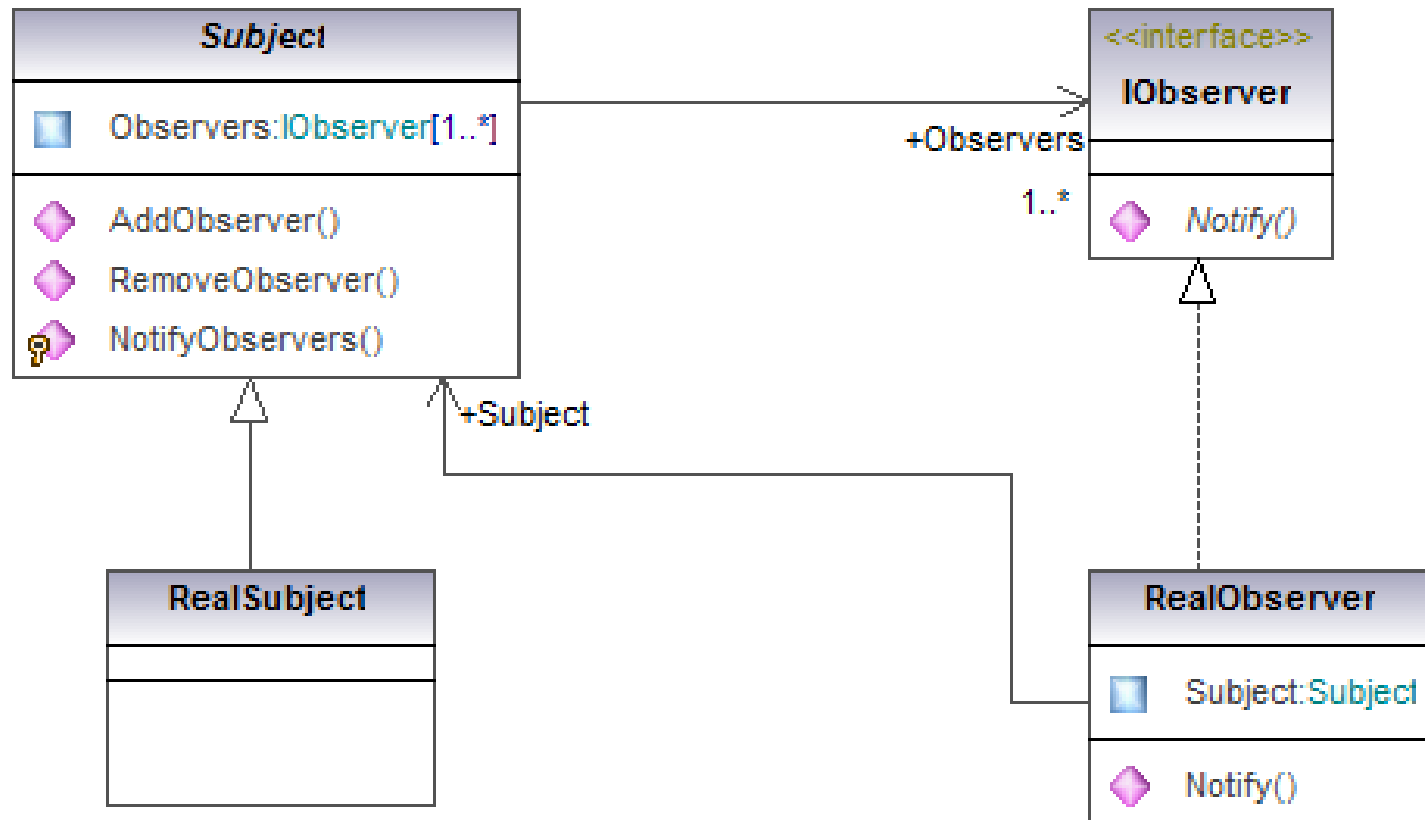 Subject
Observers:IObserver[1..*]
AddObserver()
RemoveObserver()
NotifyObservers()
<<interface>>
IObserver
Notify()
+Observers
1..*
+Subject
RealSubject
RealObserver
Subject:Subject
Notify()